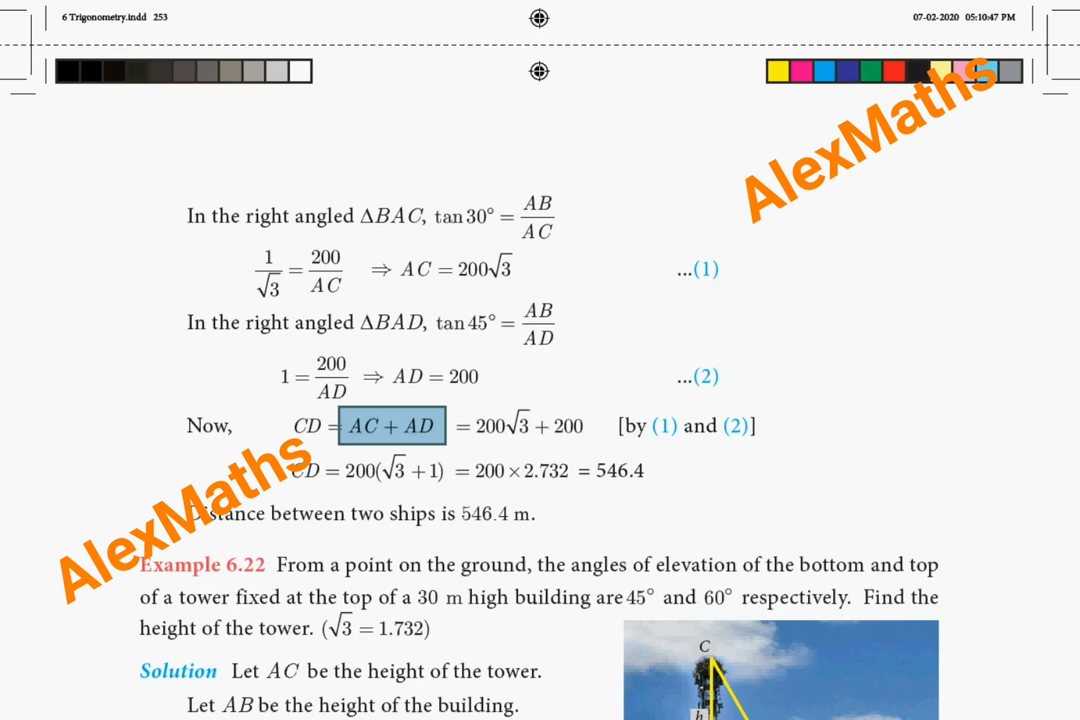 6 Trigonometry.indd 253
07-02-2020 05:10:47 PM
AlexMaths
In the right angled ΔBAC, tan 30° = AB/AC
1/√3 = 200/AC ⇒ AC = 200√3 ...(1)
In the right angled ΔBAD, tan 45° = AB/AD
1 = 200/AD ⇒ AD = 200 ...(2)
Now, CD = AC + AD = 200√3 + 200 [by (1) and (2)]
CD = 200(√3 + 1) = 200 × 2.732 = 546.4
Distance between two ships is 546.4 m.
AlexMaths
Example 6.22 From a point on the ground, the angles of elevation of the bottom and top
of a tower fixed at the top of a 30 m high building are 45° and 60° respectively. Find the
height of the tower. (√3 = 1.732)
C
Solution Let AC be the height of the tower.
Let AB be the height of the building.
h